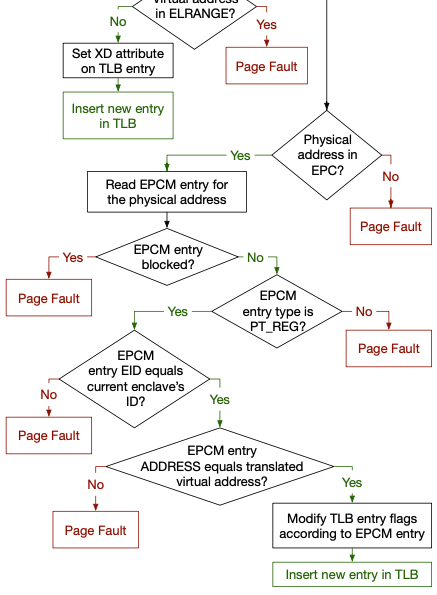 virtual address
in ELRANGE?
No
Yes
Set XD attribute
on TLB entry
Page Fault
Insert new entry
in TLB
Physical
address in
EPC?
Yes
No
Read EPCM entry for
the physical address
Page Fault
EPCM entry
blocked?
Yes
No
Page Fault
EPCM
entry type is
PT_REG?
Yes
No
Page Fault
EPCM
entry EID equals
current enclave's
ID?
No
Yes
Page Fault
EPCM entry
ADDRESS equals translated
virtual address?
No
Yes
Page Fault
Modify TLB entry flags
according to EPCM entry
Insert new entry in TLB